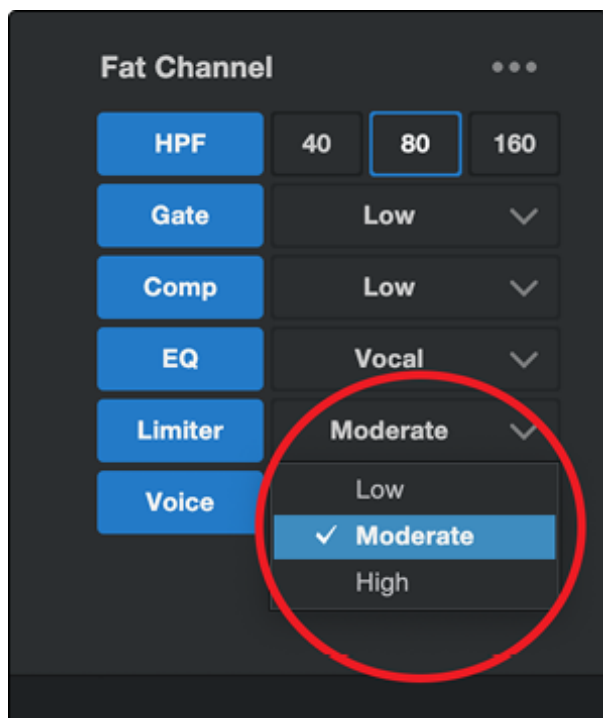 Fat Channel
HPF 40 80 160
Gate Low
Comp Low
EQ Vocal
Limiter Moderate
Voice Low
Moderate
High